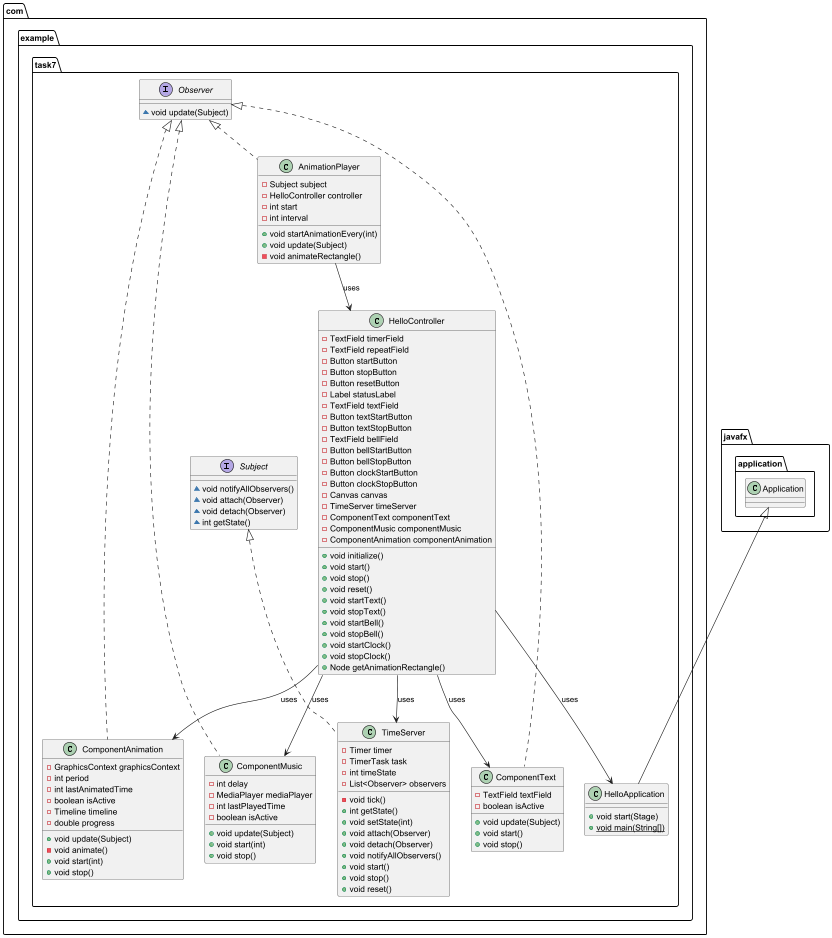 com
example
task7
I Observer
void update(Subject)
C AnimationPlayer
Subject subject
HelloController controller
int start
int interval
void startAnimationEvery(int)
void update(Subject)
void animateRectangle()
uses
C HelloController
TextField timerField
TextField repeatField
Button startButton
Button stopButton
Button resetButton
Label statusLabel
TextField textField
Button textStartButton
Button textStopButton
TextField bellField
Button bellStartButton
Button bellStopButton
Button clockStartButton
Button clockStopButton
Canvas canvas
TimeServer timeServer
ComponentText componentText
ComponentMusic componentMusic
ComponentAnimation componentAnimation
void initialize()
void start()
void stop()
void reset()
void startText()
void stopText()
void startBell()
void stopBell()
void startClock()
void stopClock()
Node getAnimationRectangle()
I Subject
void notifyAllObservers()
void attach(Observer)
void detach(Observer)
int getState()
javafx
application
C Application
uses
uses
uses
uses
uses
C ComponentAnimation
GraphicsContext graphicsContext
int period
int lastAnimatedTime
boolean isActive
Timeline timeline
double progress
void update(Subject)
void animate()
void start(int)
void stop()
C ComponentMusic
int delay
MediaPlayer mediaPlayer
int lastPlayedTime
boolean isActive
void update(Subject)
void start(int)
void stop()
C TimeServer
Timer timer
TimerTask task
int timeState
List<Observer> observers
void tick()
int getState()
void setState(int)
void attach(Observer)
void detach(Observer)
void notifyAllObservers()
void start()
void stop()
void reset()
C ComponentText
TextField textField
boolean isActive
void update(Subject)
void start()
void stop()
C HelloApplication
void start(Stage)
void main(String[])